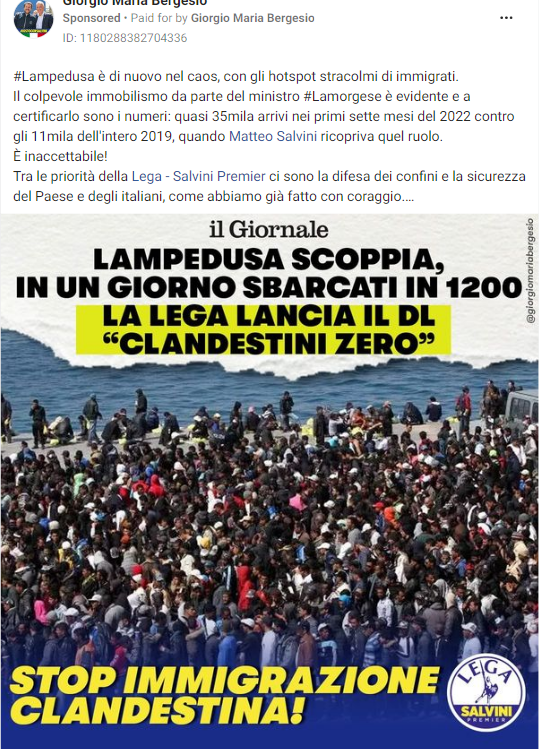 Giorgio Maria Bergesio
Sponsored • Paid for by Giorgio Maria Bergesio
ID: 1180288382704336
#Lampedusa è di nuovo nel caos, con gli hotspot stracolmi di immigrati.
Il colpevole immobilismo da parte del ministro #Lamorgese è evidente e a
certificarlo sono i numeri: quasi 35mila arrivi nei primi sette mesi del 2022 contro
gli 11mila dell'intero 2019, quando Matteo Salvini ricopriva quel ruolo.
È inaccettabile!
Tra le priorità della Lega - Salvini Premier ci sono la difesa dei confini e la sicurezza
del Paese e degli italiani, come abbiamo già fatto con coraggio....
il Giornale
LAMPEDUSA SCOPPIA,
IN UN GIORNO SBARCATI IN 1200
LA LEGA LANCIA IL DL
“CLANDESTINI ZERO”
@giorgiomariabergesio
STOP IMMIGRAZIONE
CLANDESTINA!
LEGA
SALVINI
PREMIER